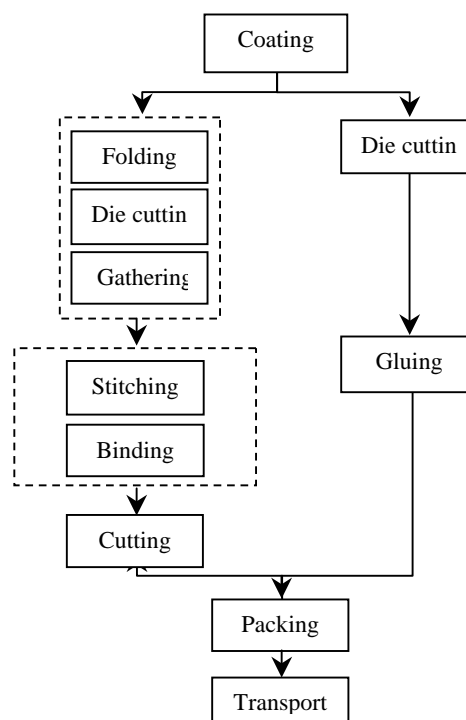 Coating
Folding
Die cuttin
Gathering
Die cuttin
Stitching
Binding
Gluing
Cutting
Packing
Transport